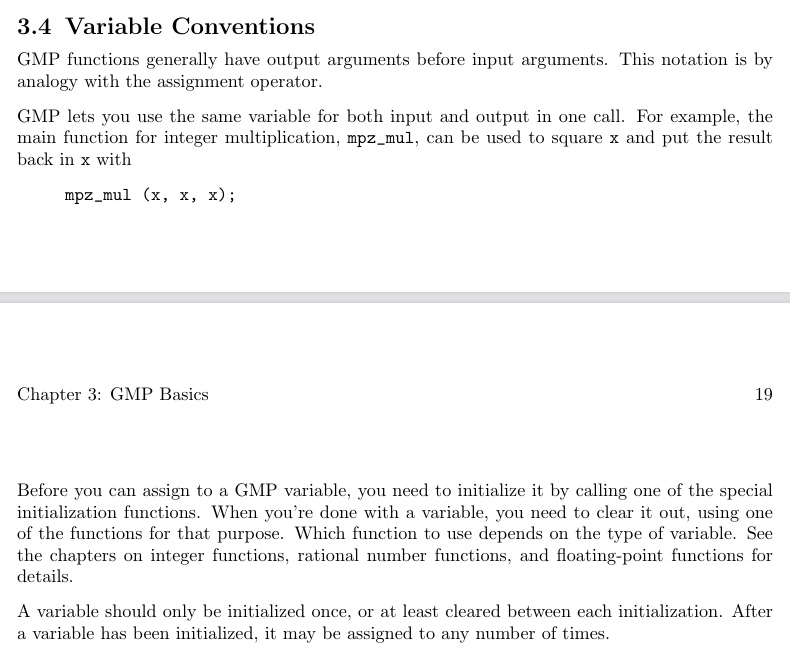 3.4 Variable Conventions
GMP functions generally have output arguments before input arguments. This notation is by
analogy with the assignment operator.
GMP lets you use the same variable for both input and output in one call. For example, the
main function for integer multiplication, mpz_mul, can be used to square x and put the result
back in x with
mpz_mul (x, x, x);
Chapter 3: GMP Basics 19
Before you can assign to a GMP variable, you need to initialize it by calling one of the special
initialization functions. When you're done with a variable, you need to clear it out, using one
of the functions for that purpose. Which function to use depends on the type of variable. See
the chapters on integer functions, rational number functions, and floating-point functions for
details.
A variable should only be initialized once, or at least cleared between each initialization. After
a variable has been initialized, it may be assigned to any number of times.